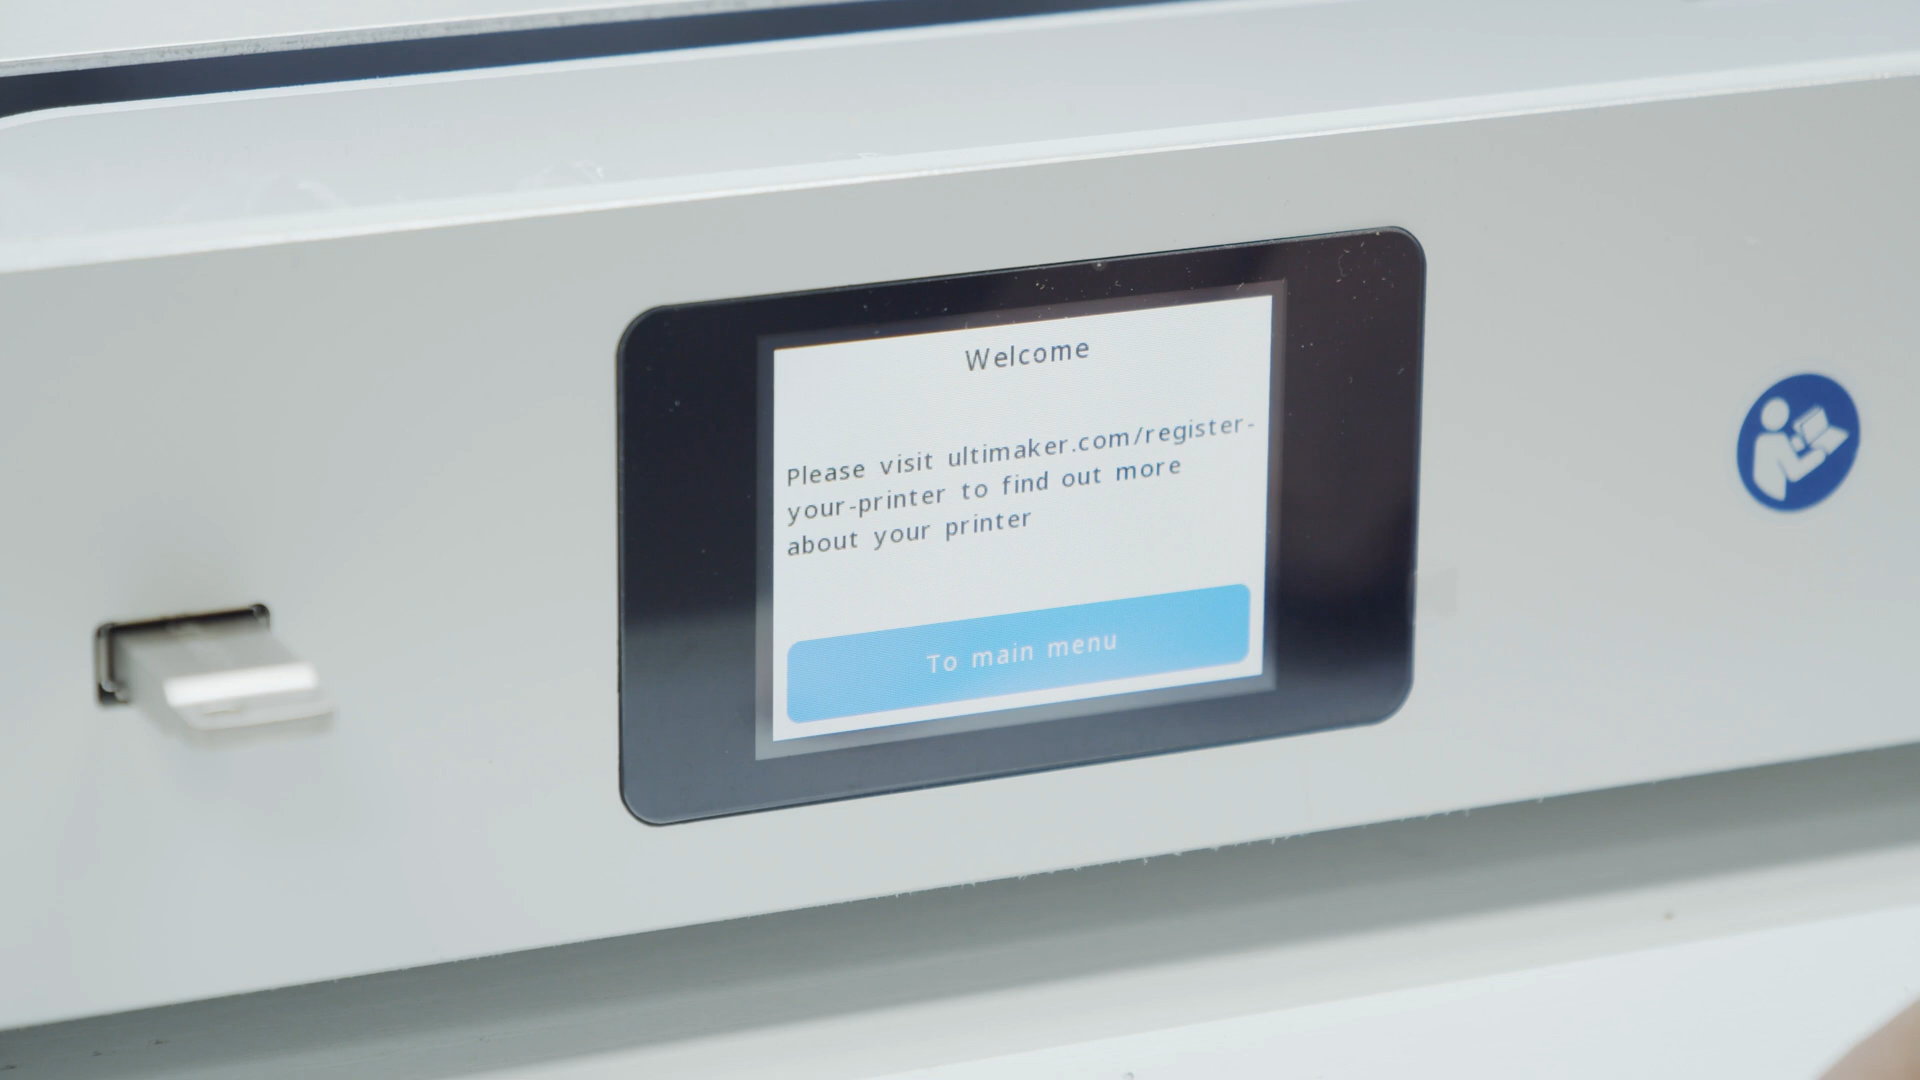 Welcome
Please visit ultimaker.com/register-
your-printer to find out more
about your printer
To main menu